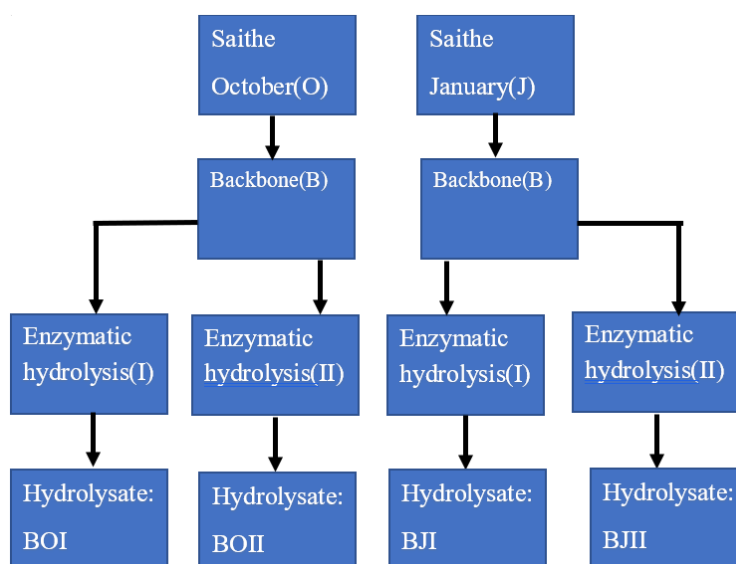 Saithe
October(O)
Saithe
January(J)
Backbone(B)
Backbone(B)
Enzymatic
hydrolysis(I)
Enzymatic
hydrolysis(II)
Enzymatic
hydrolysis(I)
Enzymatic
hydrolysis(II)
Hydrolysate:
BOI
Hydrolysate:
BOII
Hydrolysate:
BJI
Hydrolysate:
BJII